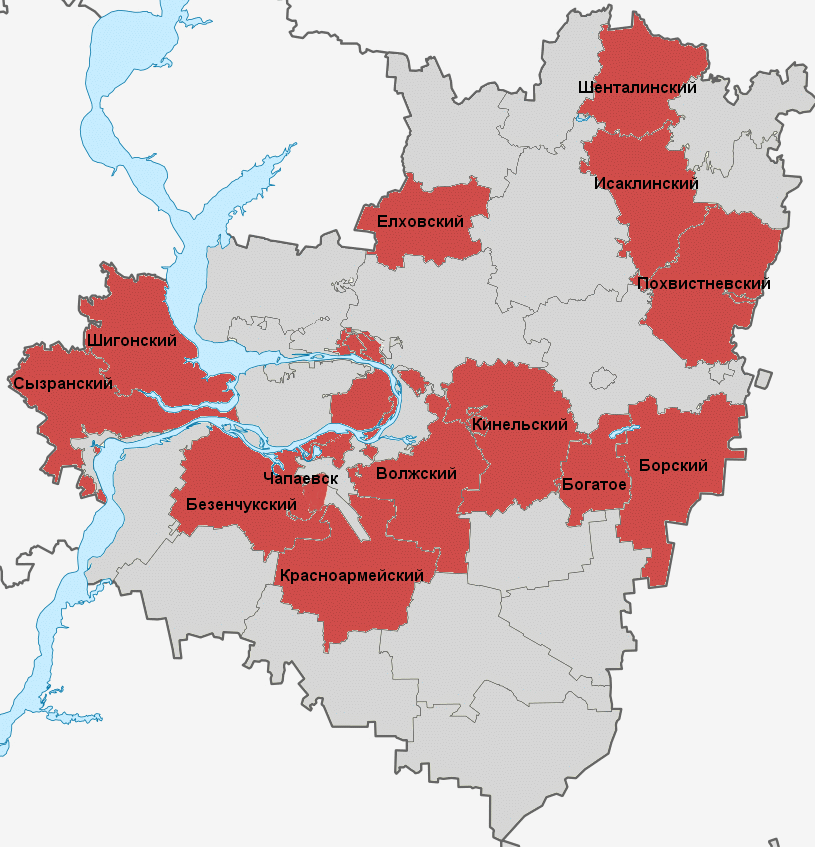 Шенталинский
Исаклинский
Елховский
Похвистневский
Шигонский
Сызранский
Кинельский
Борский
Волжский
Чапаевск
Богатое
Безенчукский
Красноармейский